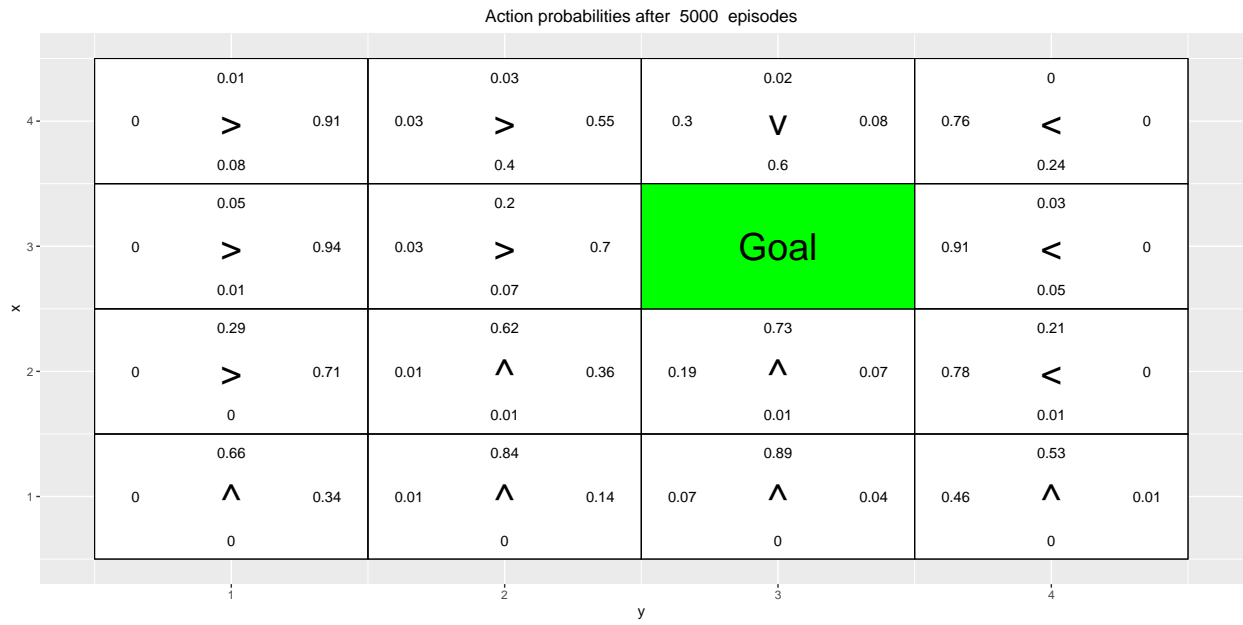 Action probabilities after 5000 episodes
0.01 0.03 0.02 0
4 0 > 0.91 0.03 > 0.55 0.3 v 0.08 0.76 < 0
0.08 0.4 0.6 0.24
0.05 0.2 0.03
3 0 > 0.94 0.03 > 0.7 Goal 0.91 < 0
0.01 0.07 0.05
x
0.29 0.62 0.73 0.21
2 0 > 0.71 0.01 ^ 0.36 0.19 ^ 0.07 0.78 < 0
0 0.01 0.01 0.01
0.66 0.84 0.89 0.53
1 0 ^ 0.34 0.01 ^ 0.14 0.07 ^ 0.04 0.46 ^ 0.01
0 0 0 0
1 2 3 4
y